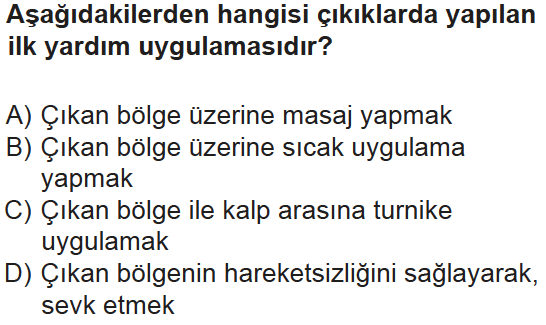 Aşağıdakilerden hangisi çıkıklarda yapılan
ilk yardım uygulamasıdır?
A) Çıkan bölge üzerine masaj yapmak
B) Çıkan bölge üzerine sıcak uygulama
yapmak
C) Çıkan bölge ile kalp arasına turnike
uygulamak
D) Çıkan bölgenin hareketsizliğini sağlayarak,
sevk etmek